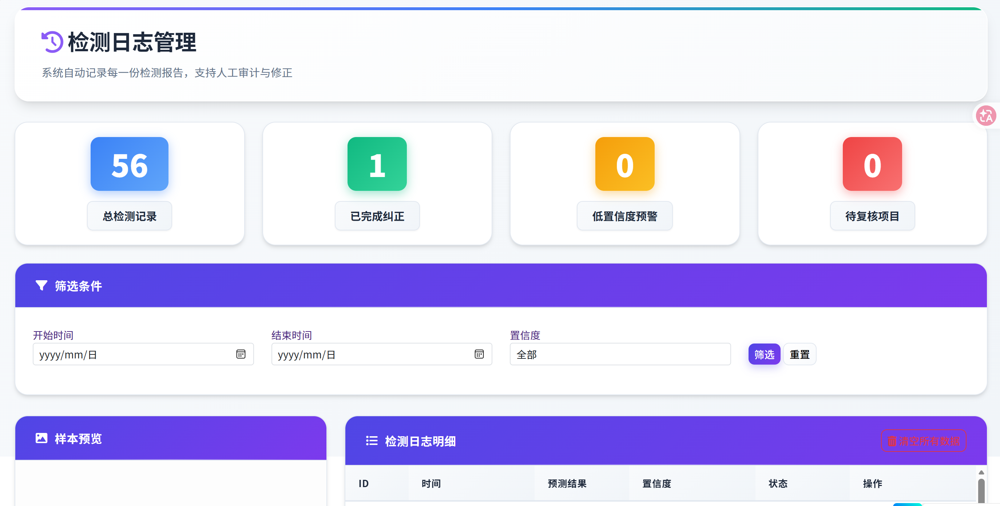 检测日志管理
系统自动记录每一份检测报告，支持人工审计与修正
56
1
0
0
总检测记录
已完成纠正
低置信度预警
待复核项目
筛选条件
开始时间
结束时间
置信度
yyyy/mm/日
yyyy/mm/日
全部
筛选
重置
样本预览
检测日志明细
清空所有数据
ID
时间
预测结果
置信度
状态
操作